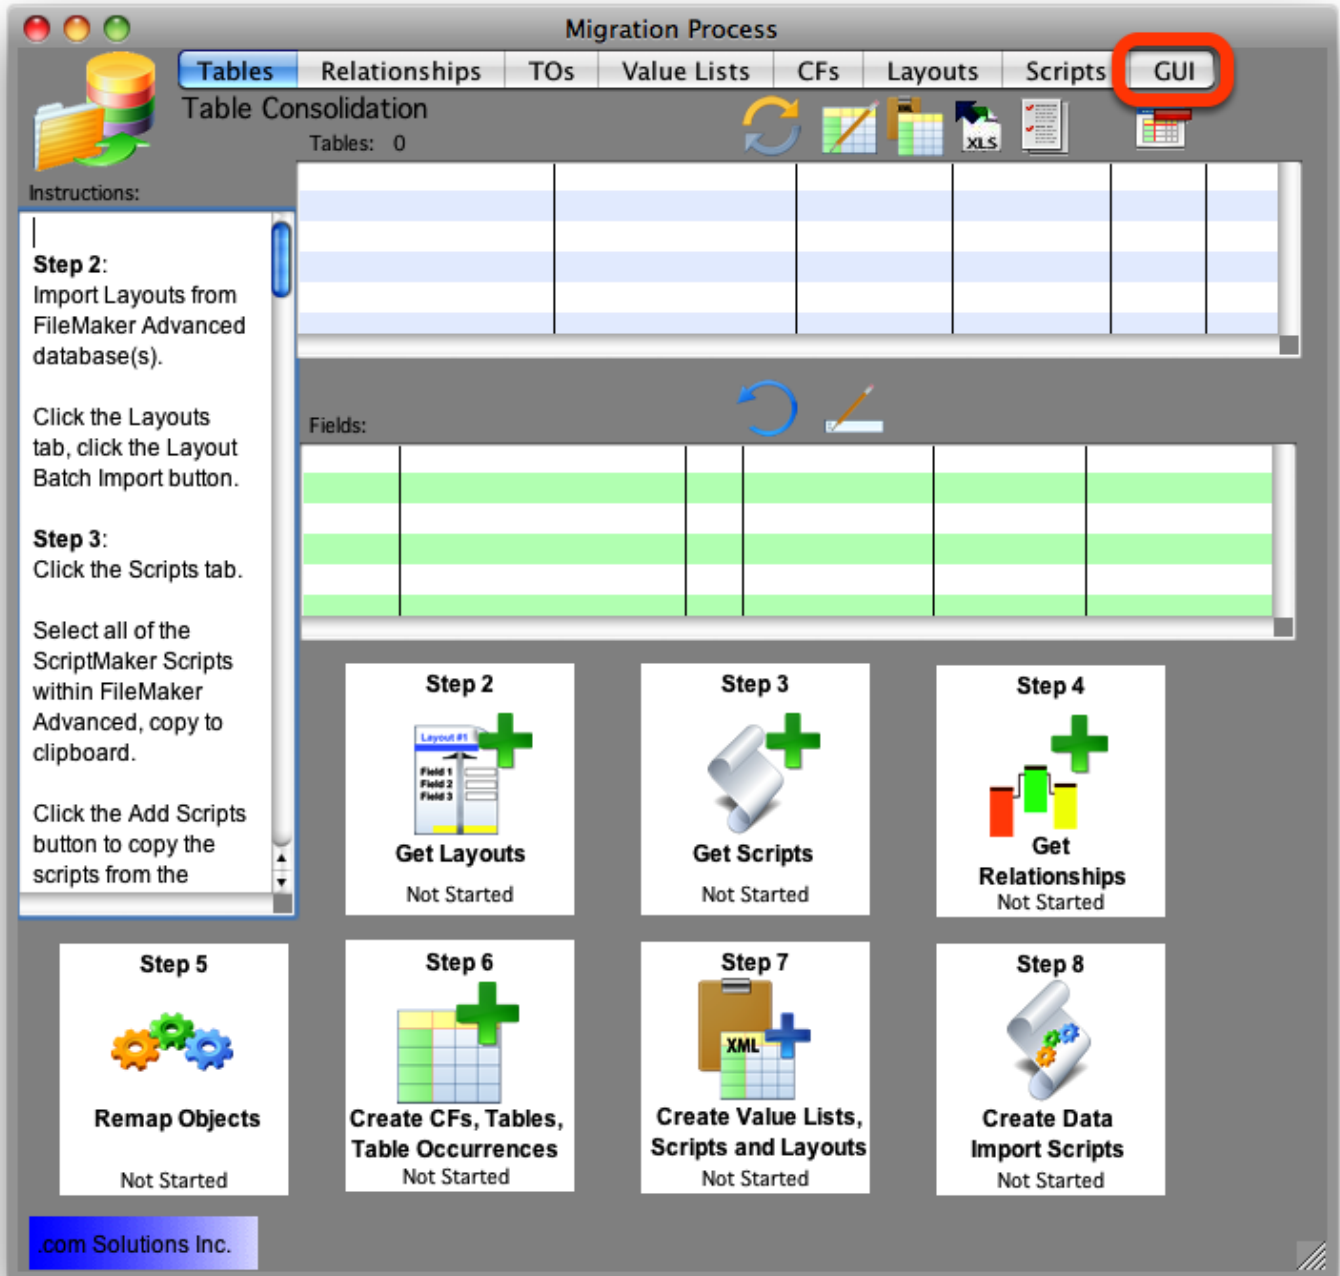 Migration Process
Tables Relationships TOs Value Lists CFs Layouts Scripts GUI
Table Consolidation
Tables: 0
XLS
Instructions:
Step 2:
Import Layouts from
FileMaker Advanced
database(s).
Click the Layouts
tab, click the Layout
Batch Import button.
Step 3:
Click the Scripts tab.
Select all of the
ScriptMaker Scripts
within FileMaker
Advanced, copy to
clipboard.
Click the Add Scripts
button to copy the
scripts from the
Fields:
Step 2
Layout #1
Field 1
Field 2
Field 3
Get Layouts
Not Started
Step 3
Get Scripts
Not Started
Step 4
Get
Relationships
Not Started
Step 5
Remap Objects
Not Started
Step 6
Create CFs, Tables,
Table Occurrences
Not Started
Step 7
XML
Create Value Lists,
Scripts and Layouts
Not Started
Step 8
Create Data
Import Scripts
Not Started
.com Solutions Inc.